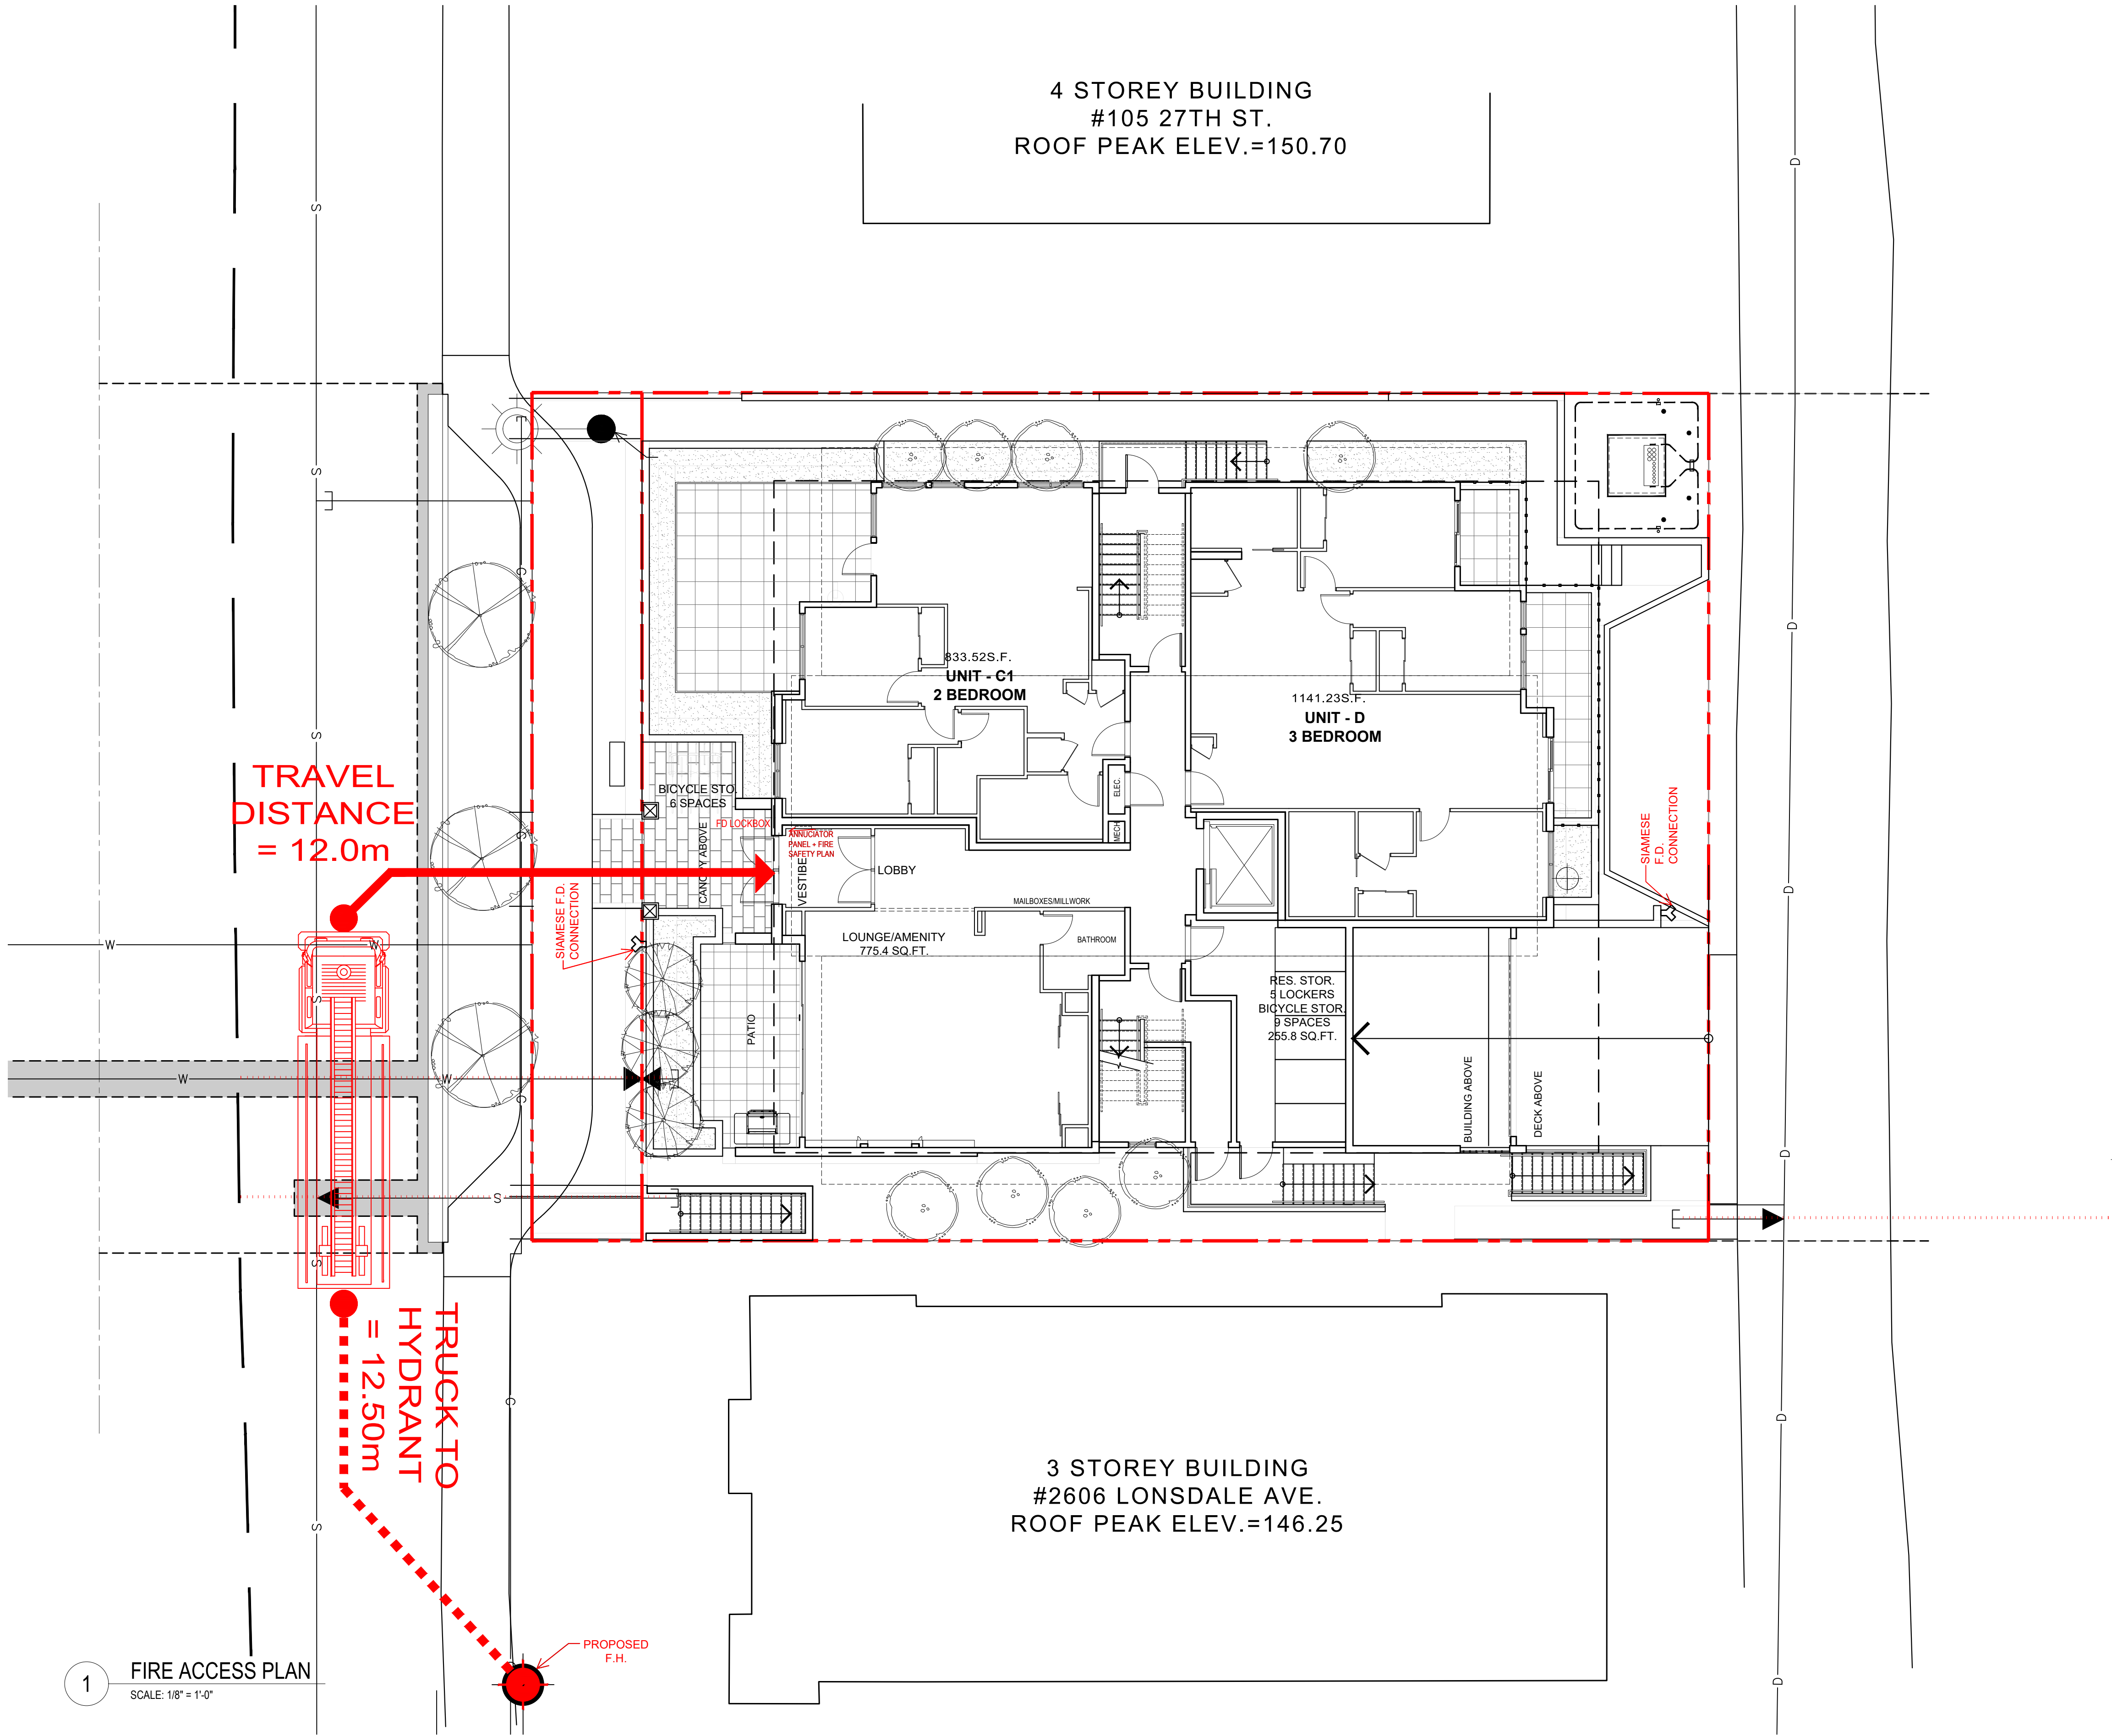 4 STOREY BUILDING
#105 27TH ST.
ROOF PEAK ELEV.=150.70
833.52S.F.
UNIT - C1
2 BEDROOM
1141.23S.F.
UNIT - D
3 BEDROOM
TRAVEL
DISTANCE
= 12.0m
BICYCLE STO.
6 SPACES
FD LOCKBOX
CANOPY ABOVE
ANNUCIATOR
PANEL + FIRE
SAFETY PLAN
VESTIBE
LOBBY
ELEC.
MECH
MAILBOXES/MILLWORK
SIAMESE F.D.
CONNECTION
SIAMESE
F.D.
CONNECTION
LOUNGE/AMENITY
775.4 SQ.FT.
BATHROOM
PATIO
RES. STOR.
5 LOCKERS
BICYCLE STOR.
9 SPACES
255.8 SQ.FT.
BUILDING ABOVE
DECK ABOVE
TRUCK TO
HYDRANT
= 12.50m
3 STOREY BUILDING
#2606 LONSDALE AVE.
ROOF PEAK ELEV.=146.25
PROPOSED
F.H.
1
FIRE ACCESS PLAN
SCALE: 1/8" = 1'-0"
S
S
S
S
S
S
S
W
W
W
W
C
C
C
C
D
D
D
D
D
D